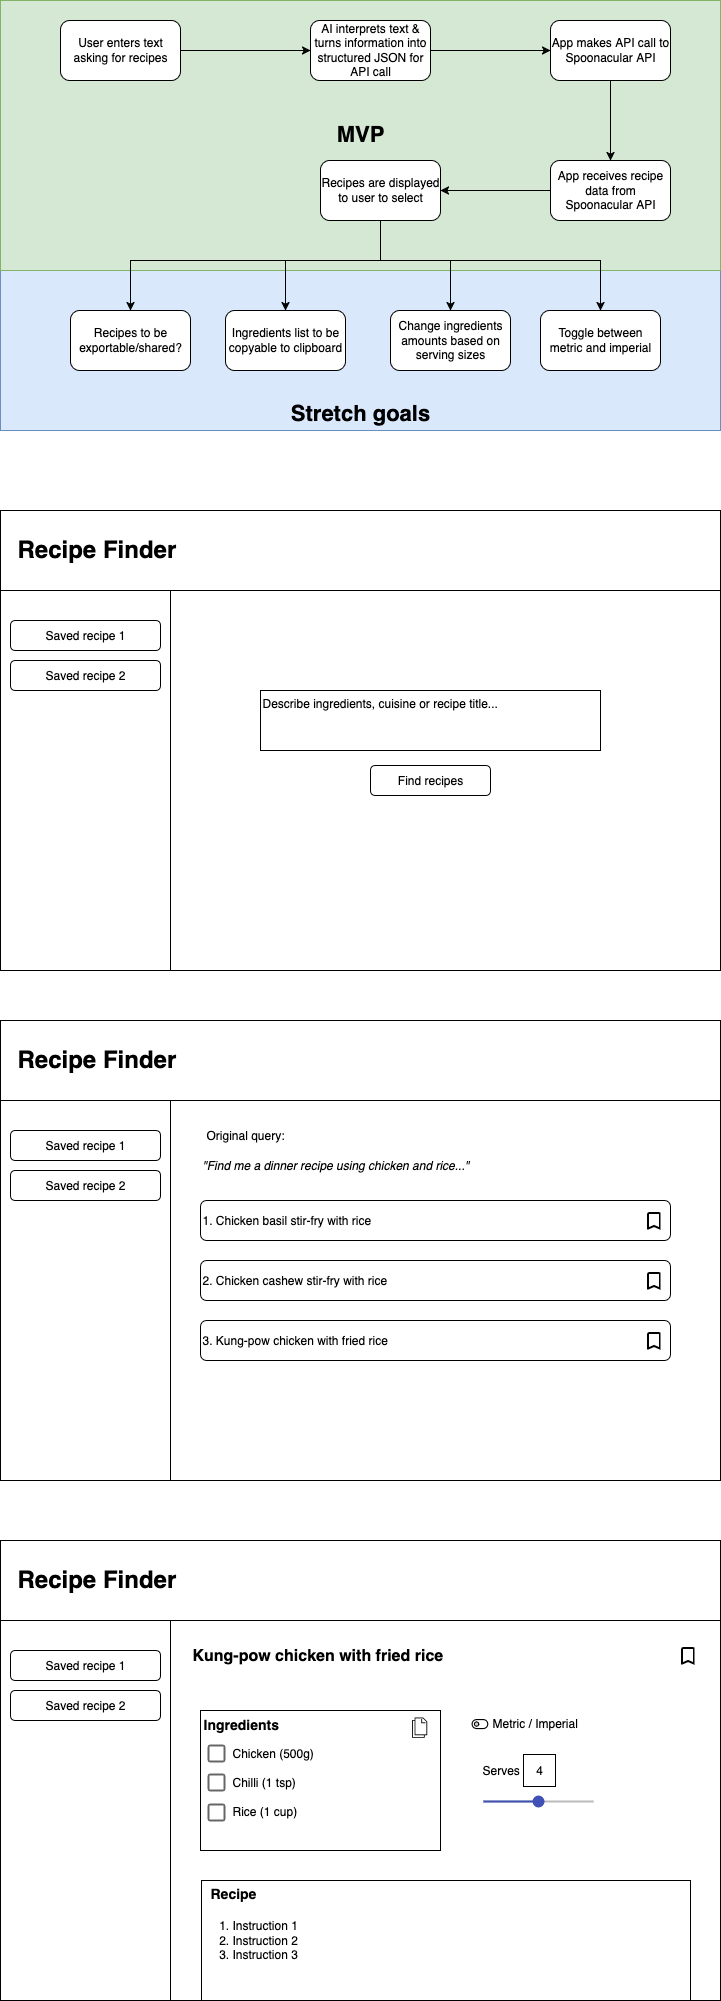 User enters text
asking for recipes
AI interprets text &
turns information into
structured JSON for
API call
App makes API call to
Spoonacular API
MVP
Recipes are displayed
to user to select
App receives recipe
data from
Spoonacular API
Recipes to be
exportable/shared?
Ingredients list to be
copyable to clipboard
Change ingredients
amounts based on
serving sizes
Toggle between
metric and imperial
Stretch goals
Recipe Finder
Saved recipe 1
Saved recipe 2
Describe ingredients, cuisine or recipe title...
Find recipes
Recipe Finder
Saved recipe 1
Saved recipe 2
Original query:
"Find me a dinner recipe using chicken and rice..."
1. Chicken basil stir-fry with rice
2. Chicken cashew stir-fry with rice
3. Kung-pow chicken with fried rice
Recipe Finder
Saved recipe 1
Saved recipe 2
Kung-pow chicken with fried rice
Ingredients
Chicken (500g)
Chilli (1 tsp)
Rice (1 cup)
Metric / Imperial
Serves 4
Recipe
1. Instruction 1
2. Instruction 2
3. Instruction 3